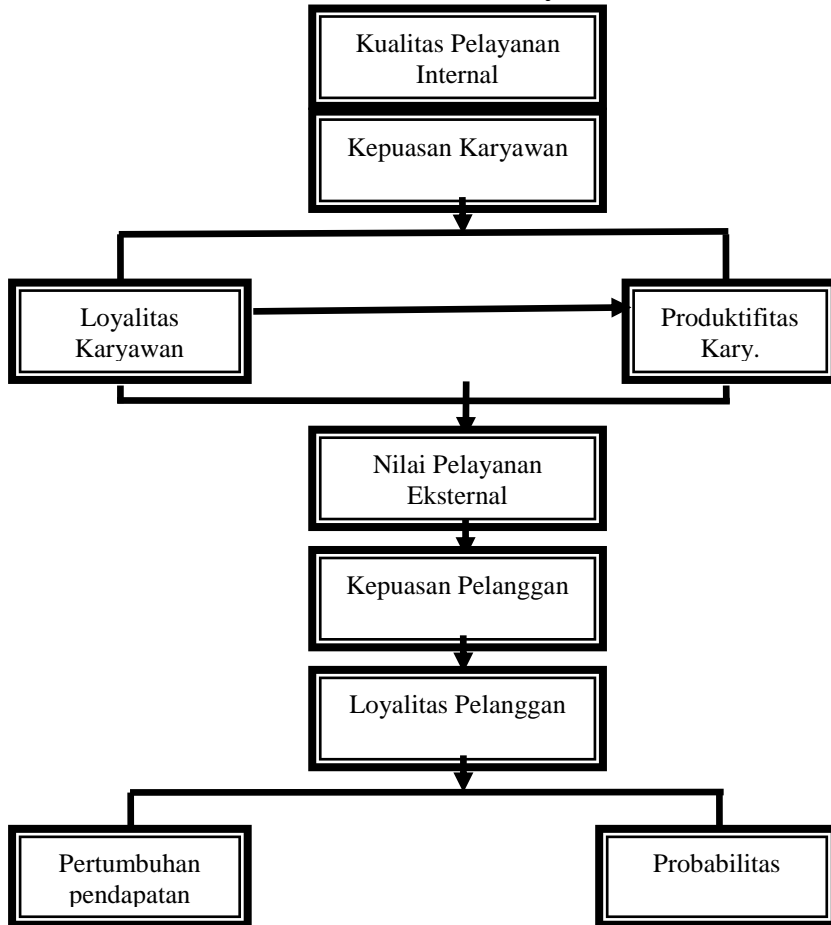 Kualitas Pelayanan
Internal
Kepuasan Karyawan
Loyalitas
Karyawan
Produktifitas
Kary.
Nilai Pelayanan
Eksternal
Kepuasan Pelanggan
Loyalitas Pelanggan
Pertumbuhan
pendapatan
Probabilitas